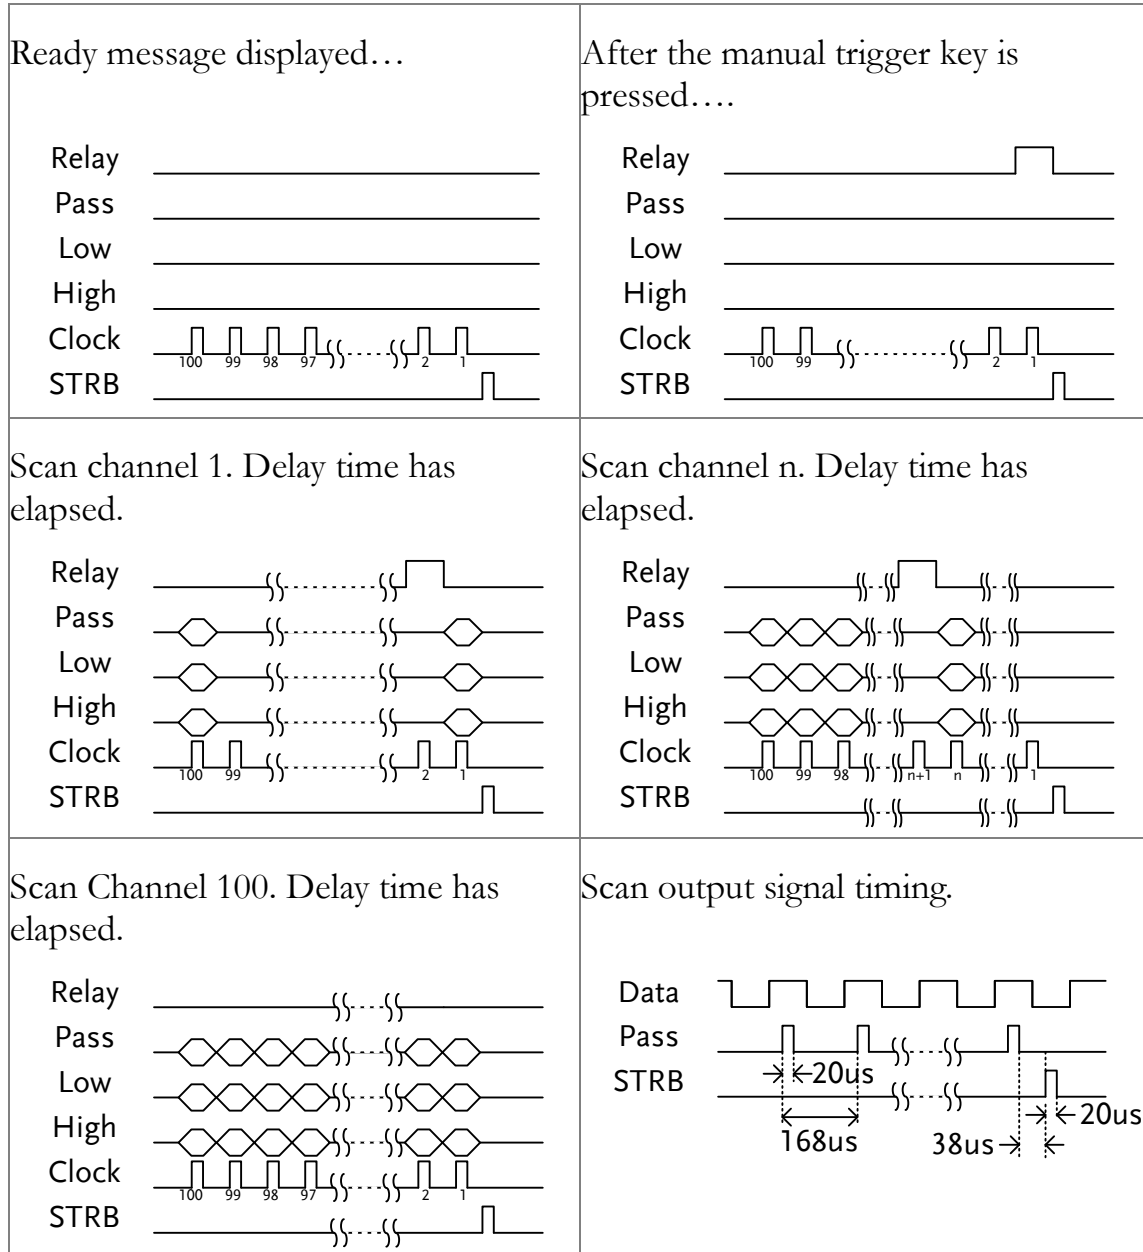 Ready message displayed…
Relay
Pass
Low
High
Clock
100 99 98 97 2 1
STRB
After the manual trigger key is
pressed….
Relay
Pass
Low
High
Clock
100 99 2 1
STRB
Scan channel 1. Delay time has
elapsed.
Relay
Pass
Low
High
Clock
100 99 2 1
STRB
Scan channel n. Delay time has
elapsed.
Relay
Pass
Low
High
Clock
100 99 98 n+1 n 1
STRB
Scan Channel 100. Delay time has
elapsed.
Relay
Pass
Low
High
Clock
100 99 98 97 2 1
STRB
Scan output signal timing.
Data
Pass
STRB
20us
20us
168us
38us